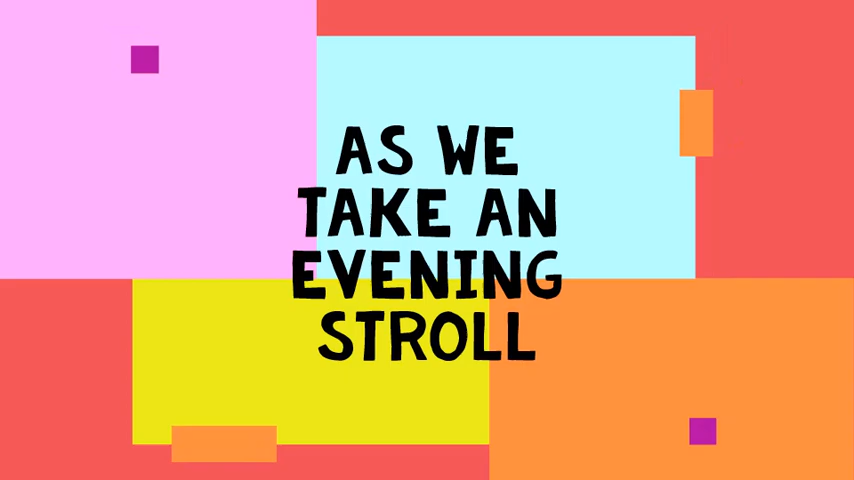 AS WE
TAKE AN
EVENING
STROLL